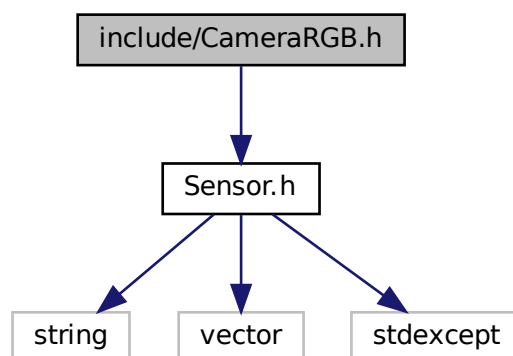 include/CameraRGB.h
Sensor.h
string
vector
stdexcept